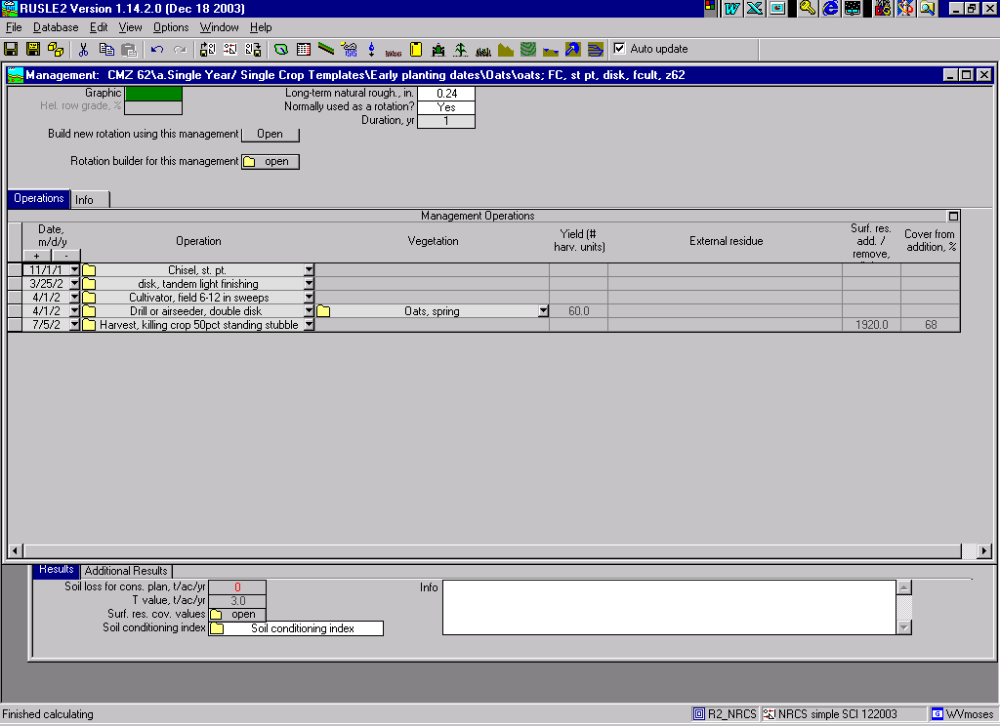 RUSLE2 Version 1.14.2.0 (Dec 18 2003)
File Database Edit View Options Window Help
Auto update
Management: CMZ 62\a.Single Year/ Single Crop Templates\Early planting dates\Oats\oats; FC, st pt, disk, fcult, z62
Graphic
Hel. row grade, %
Long-term natural rough., in. 0.24
Normally used as a rotation? Yes
Duration, yr 1
Build new rotation using this management Open
Rotation builder for this management open
Operations Info
Management Operations
Date, m/d/y
+ -
Operation
Vegetation
Yield (# harv. units)
External residue
Surf. res. add. / remove,
Cover from addition, %
11/1/1 Chisel, st. pt.
3/25/2 disk, tandem light finishing
4/1/2 Cultivator, field 6-12 in sweeps
4/1/2 Drill or airseeder, double disk Oats, spring 60.0
7/5/2 Harvest, killing crop 50pct standing stubble 1920.0 68
Results Additional Results
Soil loss for cons. plan, t/ac/yr 0
T value, t/ac/yr 3.0
Surf. res. cov. values open
Soil conditioning index Soil conditioning index
Info
Finished calculating
R2_NRCS NRCS simple SCI 122003 WVmoses